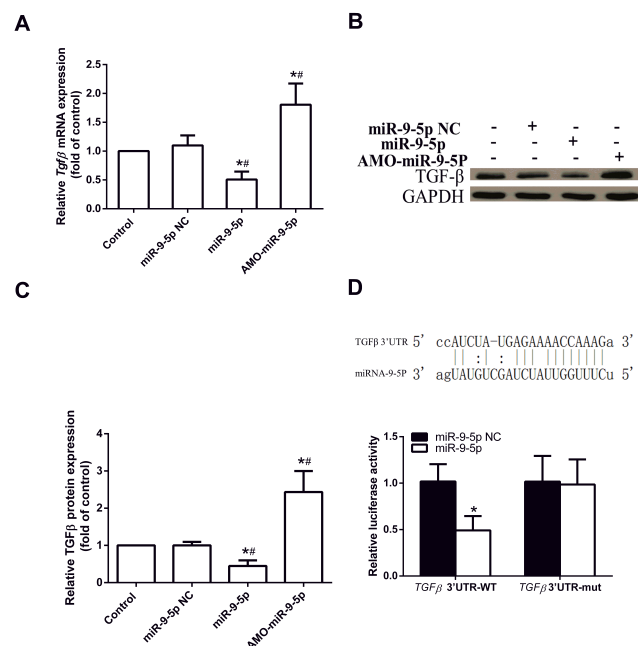 A
Relative Tgfβ mRNA expression
(fold of control)
2.5
2.0
1.5
1.0
0.5
0.0
*#
*#
Control
miR-9-5p NC
miR-9-5p
AMO-miR-9-5p
B
miR-9-5p NC - + - -
miR-9-5p - - + -
AMO-miR-9-5P - - - +
TGF-β
GAPDH
C
Relative TGFβ protein expression
(fold of control)
4
3
2
1
0
*#
*#
Control
miR-9-5p NC
miR-9-5p
AMO-miR-9-5p
D
TGFβ 3'UTR 5' ccAUCUA-UGAGAAAACCAAAGa 3'
miRNA-9-5P 3' agUAUGUCGAUCUAUUGGUUUCu 5'
miR-9-5p NC
miR-9-5p
Relative luciferase activity
1.5
1.0
0.5
0.0
*
TGFβ 3'UTR-WT
TGFβ 3'UTR-mut